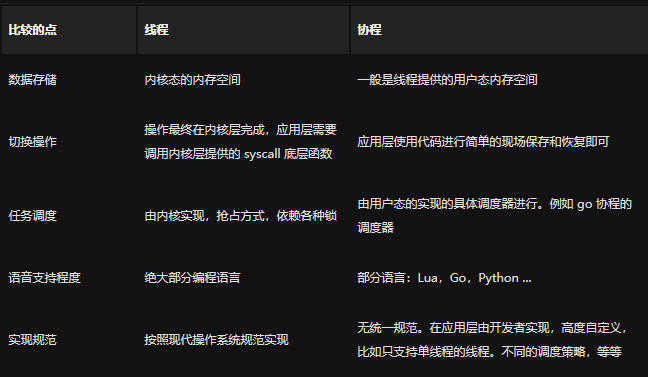 比较的点 线程 协程
数据存储 内核态的内存空间 一般是线程提供的用户态内存空间
切换操作 操作最终在内核层完成，应用层需要 应用层使用代码进行简单的现场保存和恢复即可
调用内核层提供的 syscall 底层函数
任务调度 由内核实现，抢占方式，依赖各种锁 由用户态的实现的具体调度器进行。例如 go 协程的
调度器
语音支持程度 绝大部分编程语言 部分语言：Lua，Go，Python ...
实现规范 按照现代操作系统规范实现 无统一规范。在应用层由开发者实现，高度自定义，
比如只支持单线程的线程。不同的调度策略，等等